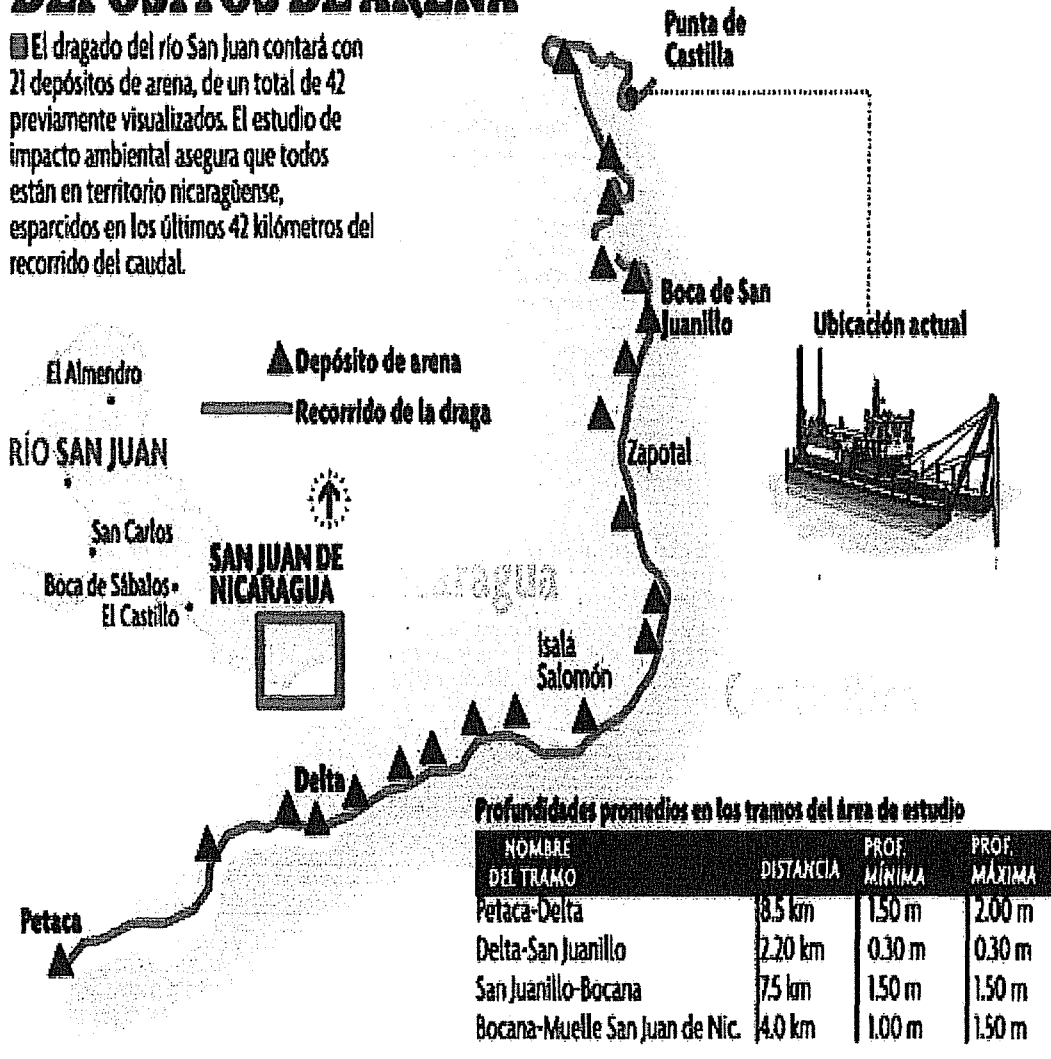 DEPÓSITOS DE ARENA
El dragado del río San Juan contará con
21 depósitos de arena, de un total de 42
previamente visualizados. El estudio de
impacto ambiental asegura que todos
están en territorio nicaragüense,
esparcidos en los últimos 42 kilómetros del
recorrido del caudal.
Punta de
Castilla
Boca de San
Juanillo
Ubicación actual
Depósito de arena
Recorrido de la draga
El Almendro
RÍO SAN JUAN
San Carlos
Boca de Sábalos
El Castillo
SAN JUAN DE
NICARAGUA
Zapotal
Isala
Salomón
Costa Rica
Delta
Petaca
Profundidades promedios en los tramos del área de estudio
NOMBRE DEL TRAMO DISTANCIA PROF. MÍNIMA PROF. MÁXIMA
Petaca-Delta 8.5 km 1.50 m 2.00 m
Delta-San Juanillo 2.20 km 0.30 m 0.30 m
San Juanillo-Bocana 7.5 km 1.50 m 1.50 m
Bocana-Muelle San Juan de Nic. 4.0 km 1.00 m 1.50 m